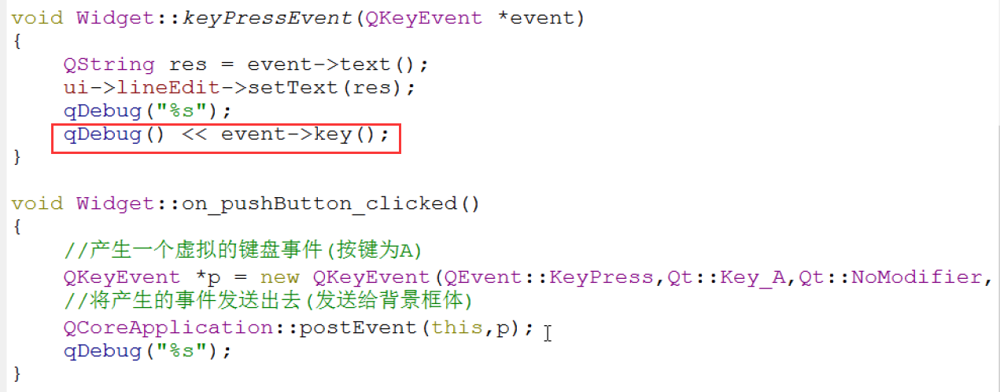 void Widget::keyPressEvent(QKeyEvent *event)
{
    QString res = event->text();
    ui->lineEdit->setText(res);
    qDebug("%s");
    qDebug() << event->key();
}

void Widget::on_pushButton_clicked()
{
    //产生一个虚拟的键盘事件(按键为A)
    QKeyEvent *p = new QKeyEvent(QEvent::KeyPress,Qt::Key_A,Qt::NoModifier,
    //将产生的事件发送出去(发送给背景框体)
    QCoreApplication::postEvent(this,p);
    qDebug("%s");
}